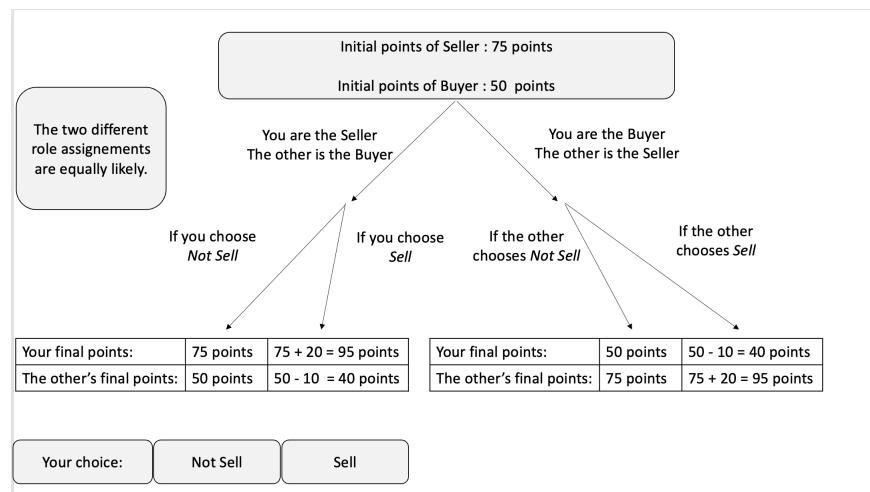 Initial points of Seller : 75 points
Initial points of Buyer : 50 points
The two different
role assignements
are equally likely.
You are the Seller
The other is the Buyer
You are the Buyer
The other is the Seller
If you choose
Not Sell
If you choose
Sell
If the other
chooses Not Sell
If the other
chooses Sell
Your final points: 75 points 75 + 20 = 95 points
The other’s final points: 50 points 50 - 10 = 40 points
Your final points: 50 points 50 - 10 = 40 points
The other’s final points: 75 points 75 + 20 = 95 points
Your choice: Not Sell Sell